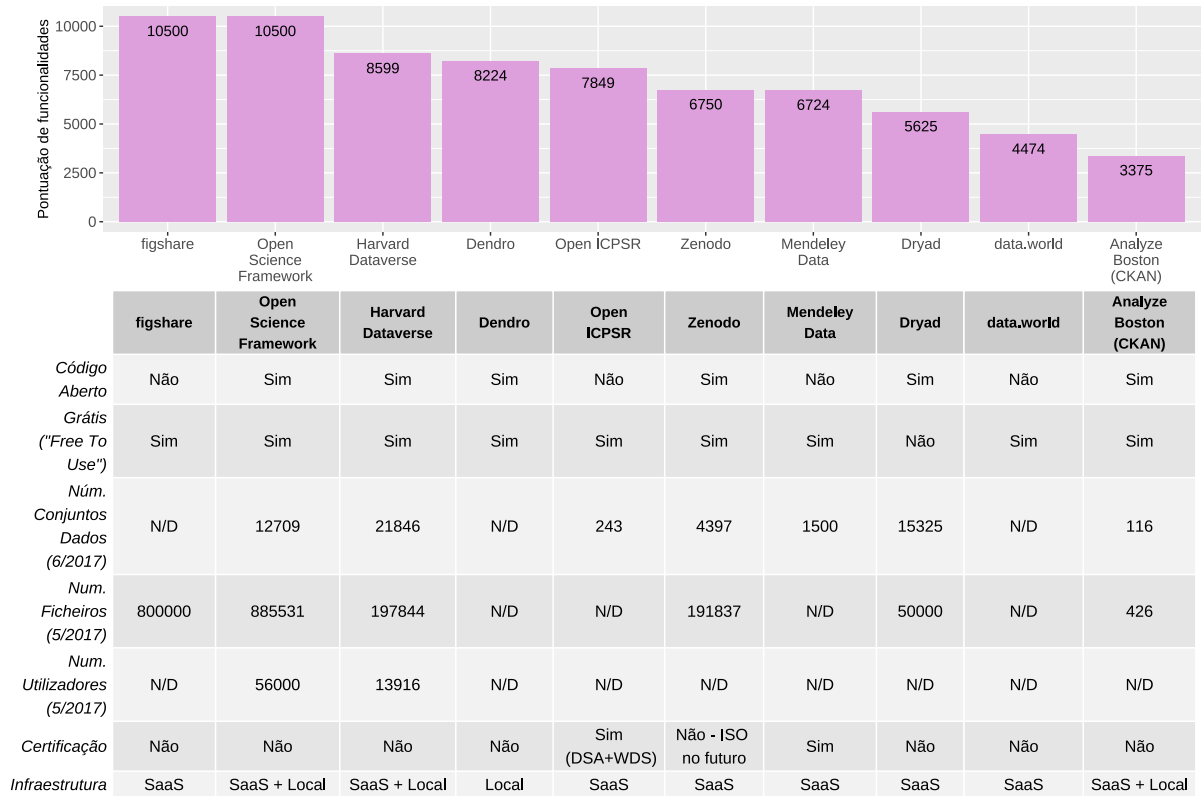 Pontuação de funcionalidades
10000
7500
5000
2500
0
10500
10500
8599
8224
7849
6750
6724
5625
4474
3375
figshare
Open
Science
Framework
Harvard
Dataverse
Dendro
Open ICPSR
Zenodo
Mendeley
Data
Dryad
data.world
Analyze
Boston
(CKAN)
figshare
Open
Science
Framework
Harvard
Dataverse
Dendro
Open
ICPSR
Zenodo
Mendeley
Data
Dryad
data.world
Analyze
Boston
(CKAN)
Código
Aberto
Não Sim Sim Sim Não Sim Não Sim Não Sim
Grátis
("Free To
Use")
Sim Sim Sim Sim Sim Sim Sim Não Sim Sim
Núm.
Conjuntos
Dados
(6/2017)
N/D 12709 21846 N/D 243 4397 1500 15325 N/D 116
Num.
Ficheiros
(5/2017)
800000 885531 197844 N/D N/D 191837 N/D 50000 N/D 426
Num.
Utilizadores
(5/2017)
N/D 56000 13916 N/D N/D N/D N/D N/D N/D N/D
Certificação
Não Não Não Não
Sim
(DSA+WDS)
Não - ISO
no futuro
Sim Não Não Não
Infraestrutura
SaaS SaaS + Local SaaS + Local Local SaaS SaaS SaaS SaaS SaaS SaaS + Local